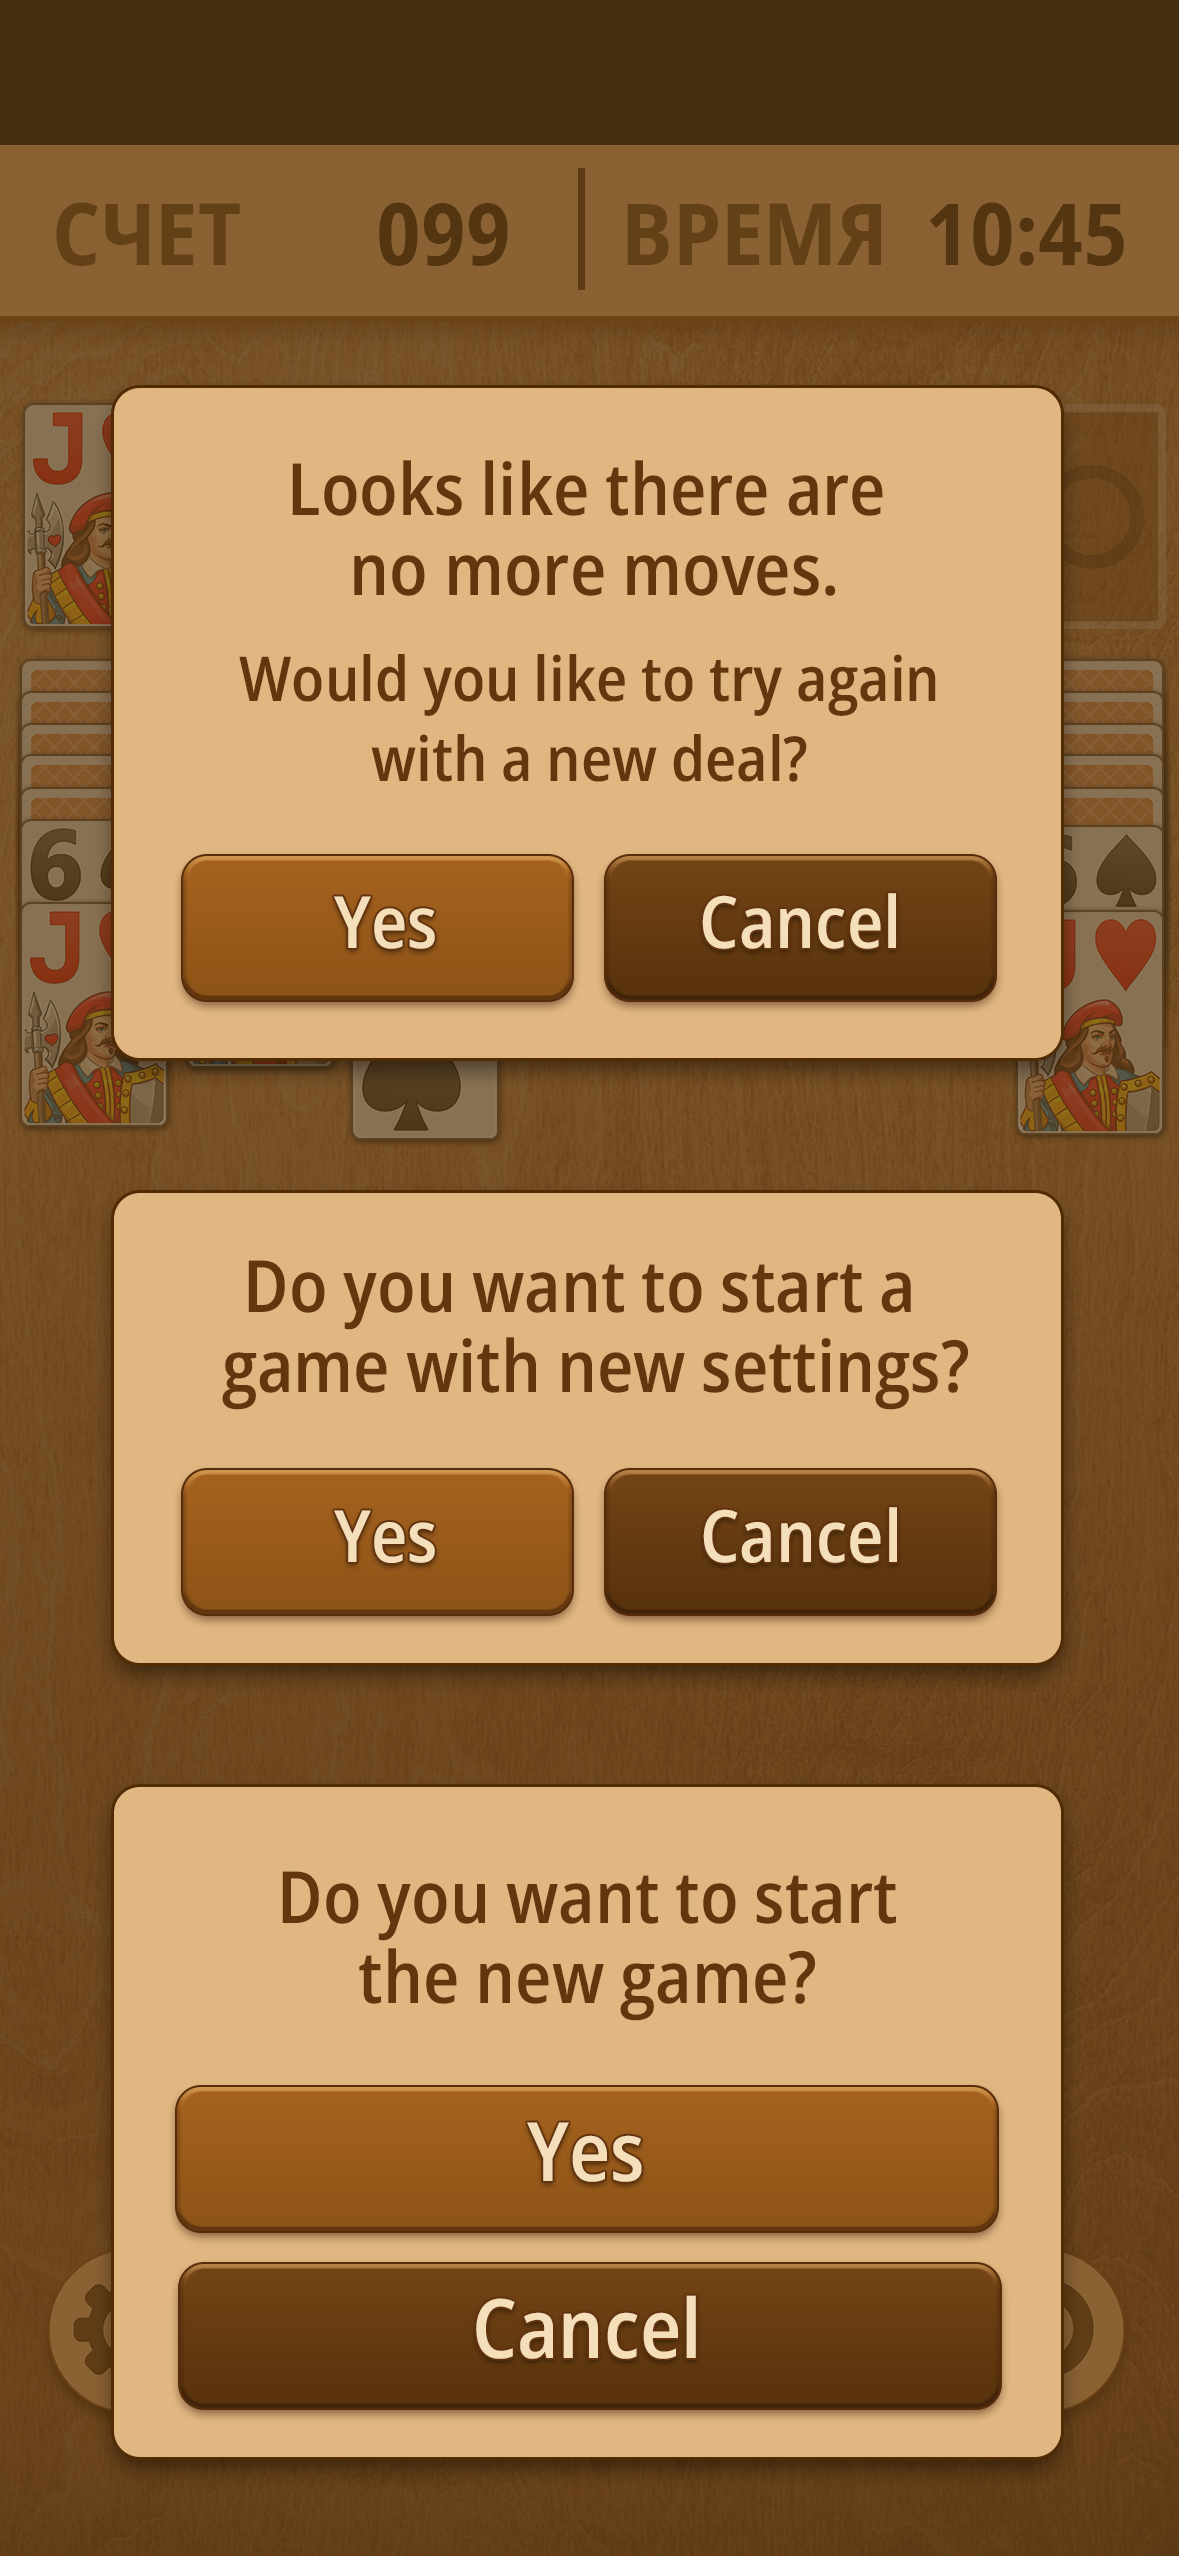 СЧЕТ 099 ВРЕМЯ 10:45
J
J
6
6
J
J
Looks like there are
no more moves.
Would you like to try again
with a new deal?
Yes Cancel
Do you want to start a
game with new settings?
Yes Cancel
Do you want to start
the new game?
Yes
Cancel